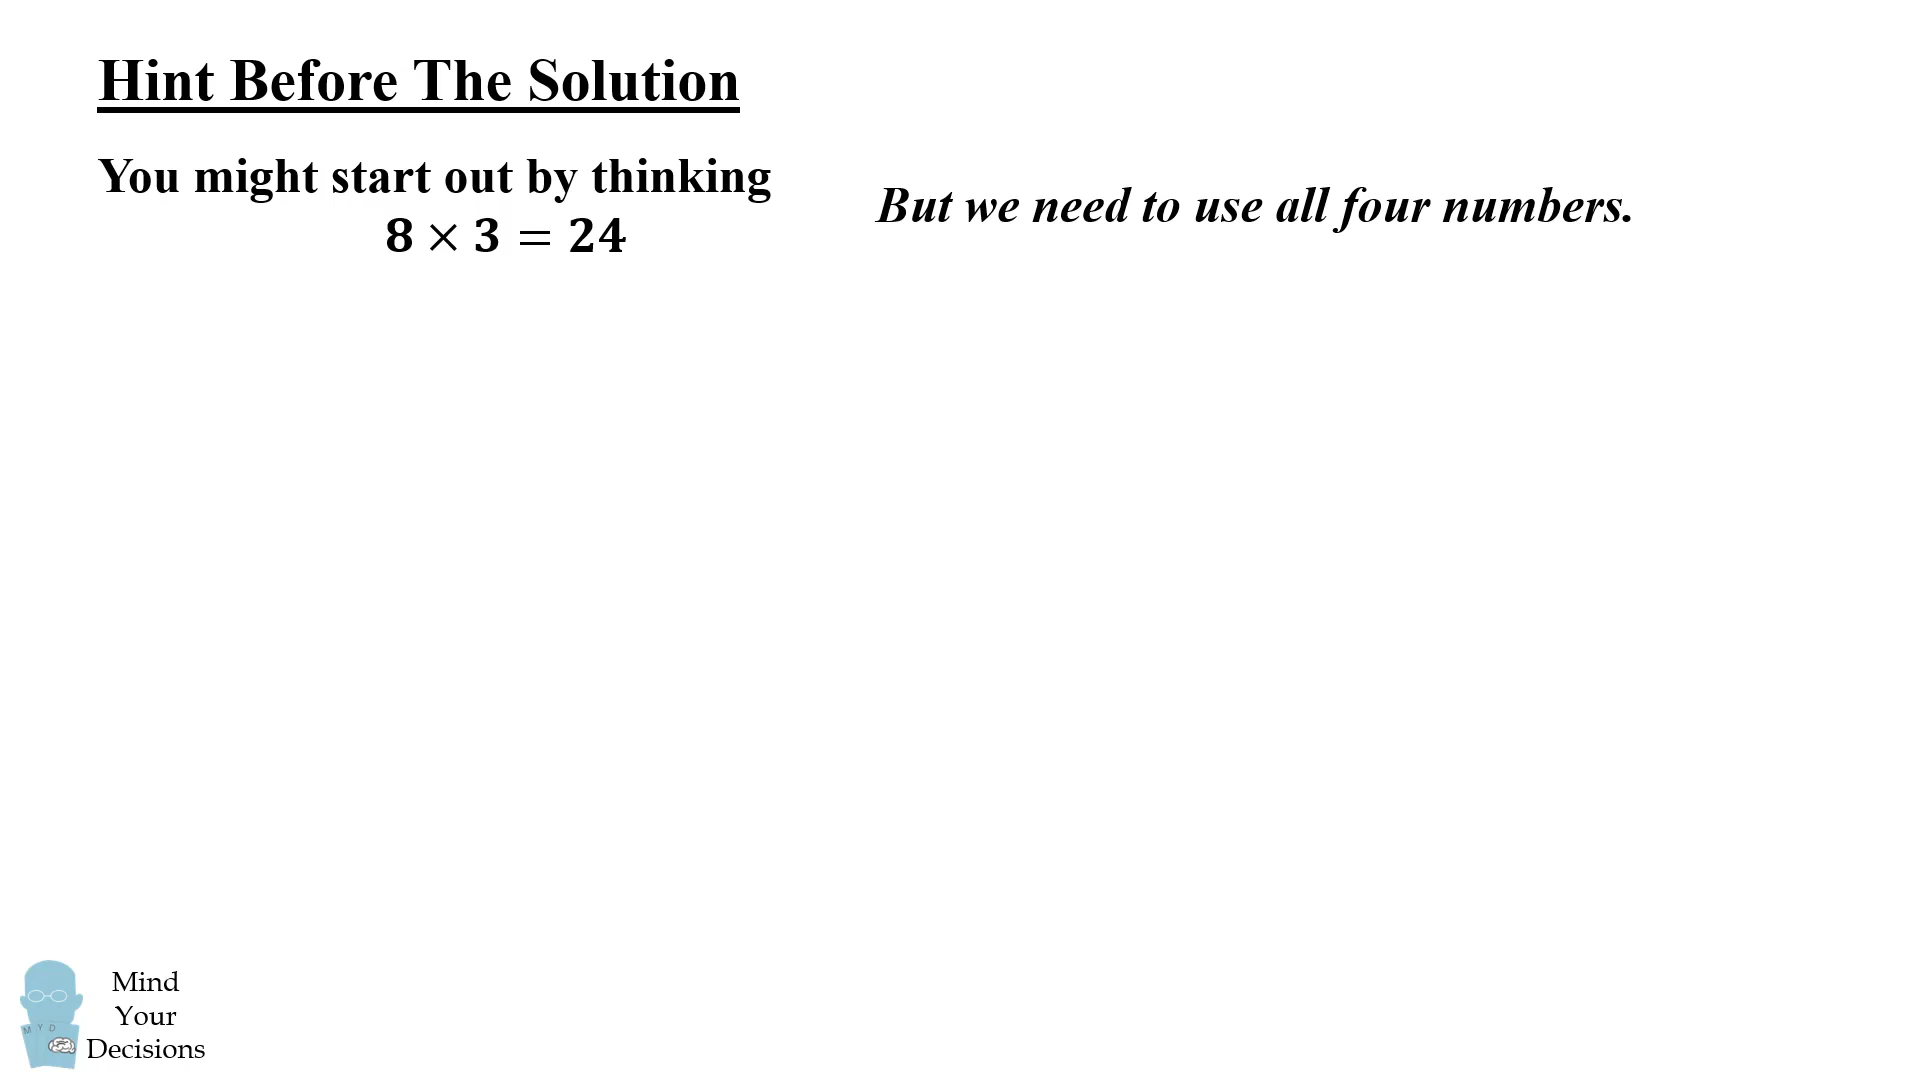 Hint Before The Solution
You might start out by thinking
8 × 3 = 24
But we need to use all four numbers.
M Y D
Mind
Your
Decisions